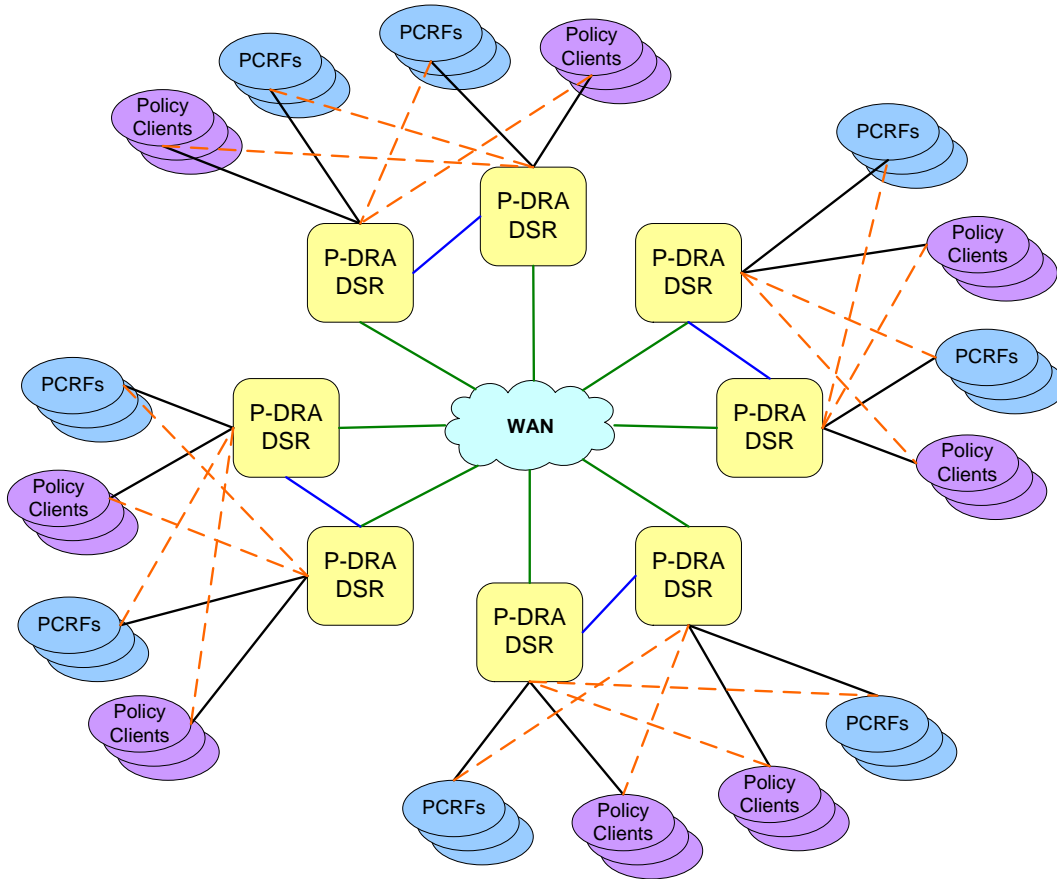 PCRFs
Policy
Clients
PCRFs
Policy
Clients
PCRFs
P-DRA
DSR
P-DRA
DSR
P-DRA
DSR
Policy
Clients
PCRFs
PCRFs
P-DRA
DSR
WAN
P-DRA
DSR
Policy
Clients
Policy
Clients
P-DRA
DSR
P-DRA
DSR
P-DRA
DSR
PCRFs
Policy
Clients
PCRFs
Policy
Clients
Policy
Clients
PCRFs